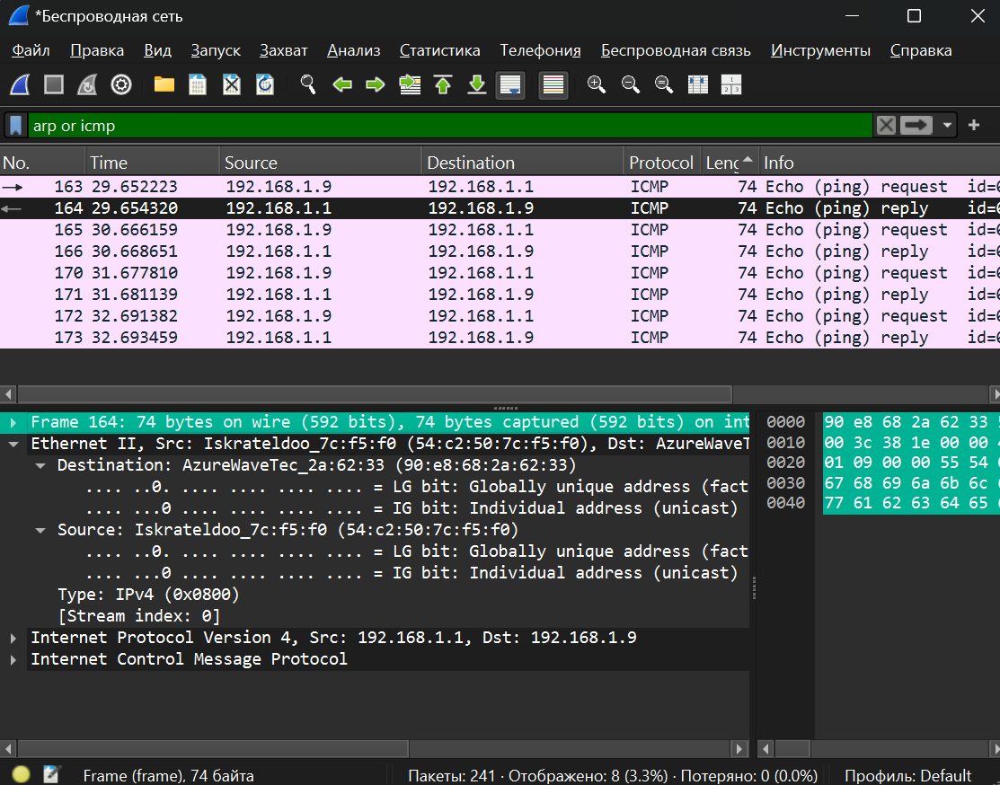 *Беспроводная сеть
Файл Правка Вид Запуск Захват Анализ Статистика Телефония Беспроводная связь Инструменты Справка
arp or icmp
No. Time Source Destination Protocol Leng Info
163 29.652223 192.168.1.9 192.168.1.1 ICMP 74 Echo (ping) request id=0
164 29.654320 192.168.1.1 192.168.1.9 ICMP 74 Echo (ping) reply id=0
165 30.666159 192.168.1.9 192.168.1.1 ICMP 74 Echo (ping) request id=0
166 30.668651 192.168.1.1 192.168.1.9 ICMP 74 Echo (ping) reply id=0
170 31.677810 192.168.1.9 192.168.1.1 ICMP 74 Echo (ping) request id=0
171 31.681139 192.168.1.1 192.168.1.9 ICMP 74 Echo (ping) reply id=0
172 32.691382 192.168.1.9 192.168.1.1 ICMP 74 Echo (ping) request id=0
173 32.693459 192.168.1.1 192.168.1.9 ICMP 74 Echo (ping) reply id=0
Frame 164: 74 bytes on wire (592 bits), 74 bytes captured (592 bits) on int
Ethernet II, Src: Iskrateldoo_7c:f5:f0 (54:c2:50:7c:f5:f0), Dst: AzureWaveT
Destination: AzureWaveTec_2a:62:33 (90:e8:68:2a:62:33)
.... ..0. .... .... .... .... = LG bit: Globally unique address (fact
.... ...0 .... .... .... .... = IG bit: Individual address (unicast)
Source: Iskrateldoo_7c:f5:f0 (54:c2:50:7c:f5:f0)
.... ..0. .... .... .... .... = LG bit: Globally unique address (fact
.... ...0 .... .... .... .... = IG bit: Individual address (unicast)
Type: IPv4 (0x0800)
[Stream index: 0]
Internet Protocol Version 4, Src: 192.168.1.1, Dst: 192.168.1.9
Internet Control Message Protocol
0000 90 e8 68 2a 62 33
0010 00 3c 38 1e 00 00
0020 01 09 00 00 55 54
0030 67 68 69 6a 6b 6c
0040 77 61 62 63 64 65
Frame (frame), 74 байта Пакеты: 241 · Отображено: 8 (3.3%) · Потеряно: 0 (0.0%) Профиль: Default